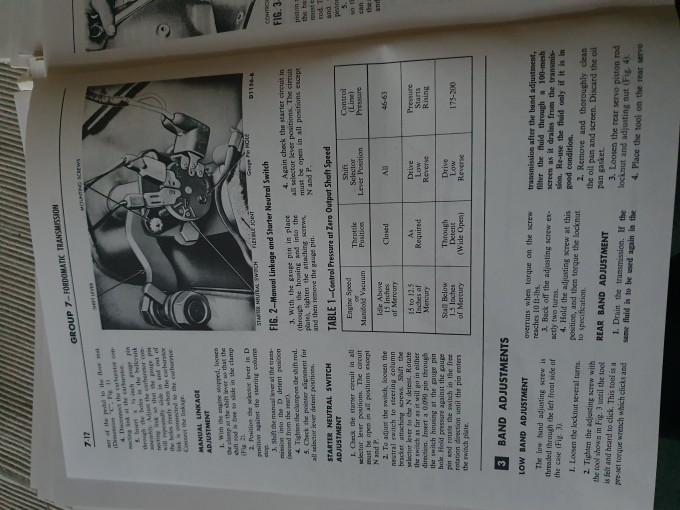 7-17
GROUP 7—FORDOMATIC TRANSMISSION
MANUAL LINKAGE
ADJUSTMENT
1. With the engine stopped, loosen
the clamp on the shift lever so that the
shift rod is free to slide in the clamp
(Fig. 2).
2. Position the selector lever in D
position against the steering column
stop.
3. Shift the manual lever at the trans-
mission into the D detent position
(second from the rear).
4. Tighten the clamp on the shift rod.
5. Check the pointer alignment for
all selector lever detent positions.
STARTER NEUTRAL SWITCH
ADJUSTMENT
1. Check the starter circuit in all
selector lever positions. The circuit
must be open in all positions except
N and P.
2. To adjust the switch, loosen the
neutral switch to steering column
bracket attaching screws. Shift the
selector lever to N detent. Rotate
the switch as far as it will go in either
direction. Insert a 0.090 pin through
the switch housing at the gauge pin
hole. Hold pressure against the gauge
pin and rotate the switch in the free
rotation direction until the pin enters
the switch plate.
SHIFT LEVER
MOUNTING SCREWS
STARTER NEUTRAL SWITCH
FLEXIBLE JOINT
Gauge Pin HOLE
D1156-B
FIG. 2—Manual Linkage and Starter Neutral Switch
3. With the gauge pin in place
(through the housing and into the
plate), tighten the attaching screws,
and then remove the gauge pin.
4. Again check the starter circuit in
all selector lever positions. The circuit
must be open in all positions except
N and P.
TABLE 1—Control Pressure at Zero Output Shaft Speed
Engine Speed
or
Manifold Vacuum
Throttle
Position
Shift
Selector
Lever Position
Control
(Line)
Pressure
Idle Above
15 Inches
of Mercury
Closed
All
46-63
15 to 12.5
Inches of
Mercury
As
Required
Drive
Low
Reverse
Pressure
Starts
Rising
Stall Below
1.5 Inches
of Mercury
Through
Detent
(Wide Open)
Drive
Low
Reverse
175-200
3 BAND ADJUSTMENTS
LOW BAND ADJUSTMENT
The low band adjusting screw is
threaded through the left front side of
the case (Fig. 3).
1. Loosen the locknut several turns.
2. Tighten the adjusting screw with
the tool shown in Fig. 3 until the tool
is felt and heard to click. This tool is a
pre-set torque wrench which clicks and
overruns when torque on the screw
reaches 10 ft-lbs.
3. Back off the adjusting screw ex-
actly two turns.
4. Hold the adjusting screw at this
position, and then torque the locknut
to specification.
REAR BAND ADJUSTMENT
1. Drain the transmission. If the
same fluid is to be used again in the
transmission after the band adjustment,
filter the fluid through a 100-mesh
screen as it drains from the transmis-
sion. Re-use the fluid only if it is in
good condition.
2. Remove and thoroughly clean
the oil pan and screen. Discard the oil
pan gasket.
3. Loosen the rear servo piston rod
locknut and adjusting nut (Fig. 4).
4. Place the tool on the rear servo